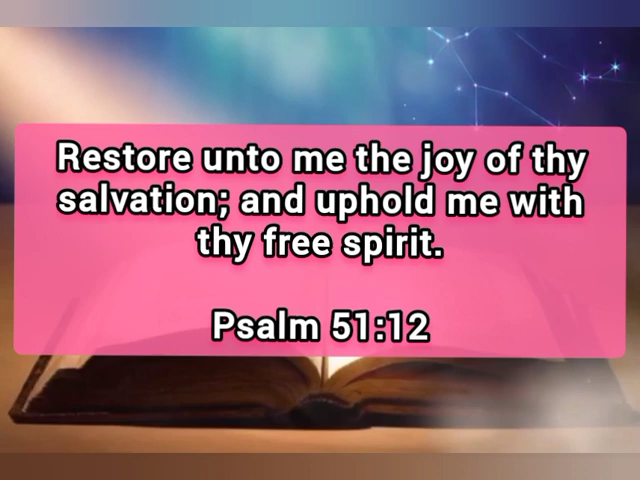 Restore unto me the joy of thy
salvation; and uphold me with
thy free spirit.
Psalm 51:12